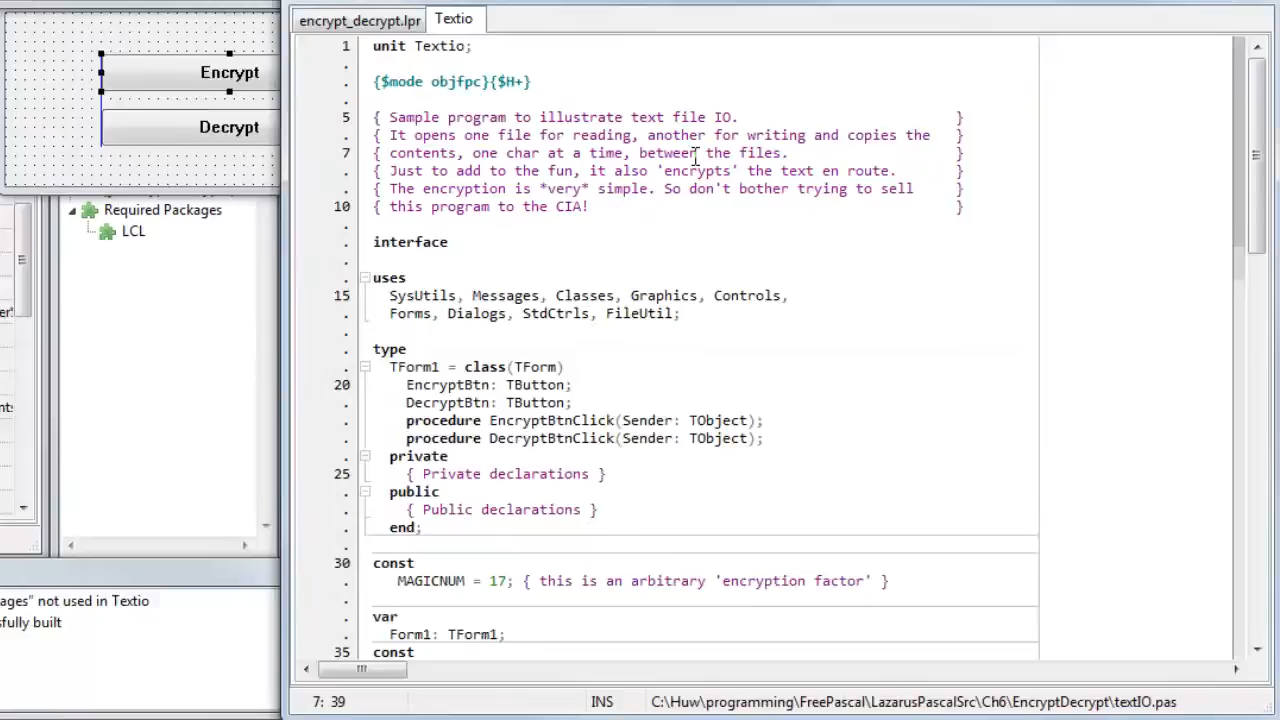 encrypt_decrypt.lpr
Textio
Encrypt
Decrypt
Required Packages
LCL
ages" not used in Textio
sfully built
1 unit Textio;
.
. {$mode objfpc}{$H+}
.
5 { Sample program to illustrate text file IO. }
. { It opens one file for reading, another for writing and copies the }
7 { contents, one char at a time, between the files. }
. { Just to add to the fun, it also 'encrypts' the text en route. }
. { The encryption is *very* simple. So don't bother trying to sell }
10 { this program to the CIA! }
.
. interface
.
. uses
15 SysUtils, Messages, Classes, Graphics, Controls,
. Forms, Dialogs, StdCtrls, FileUtil;
.
. type
. TForm1 = class(TForm)
20 EncryptBtn: TButton;
. DecryptBtn: TButton;
. procedure EncryptBtnClick(Sender: TObject);
. procedure DecryptBtnClick(Sender: TObject);
. private
25 { Private declarations }
. public
. { Public declarations }
. end;
.
30 const
. MAGICNUM = 17; { this is an arbitrary 'encryption factor' }
.
. var
. Form1: TForm1;
35 const
7: 39
INS
C:\Huw\programming\FreePascal\LazarusPascalSrc\Ch6\EncryptDecrypt\textIO.pas